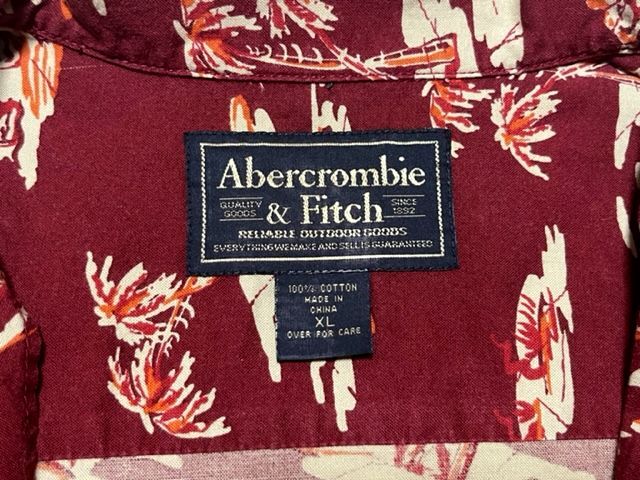 Abercrombie
QUALITY GOODS & Fitch SINCE 1892
RELIABLE OUTDOOR GOODS
EVERYTHING WE MAKE AND SELL IS GUARANTEED
100% COTTON
MADE IN
CHINA
XL
OVER FOR CARE